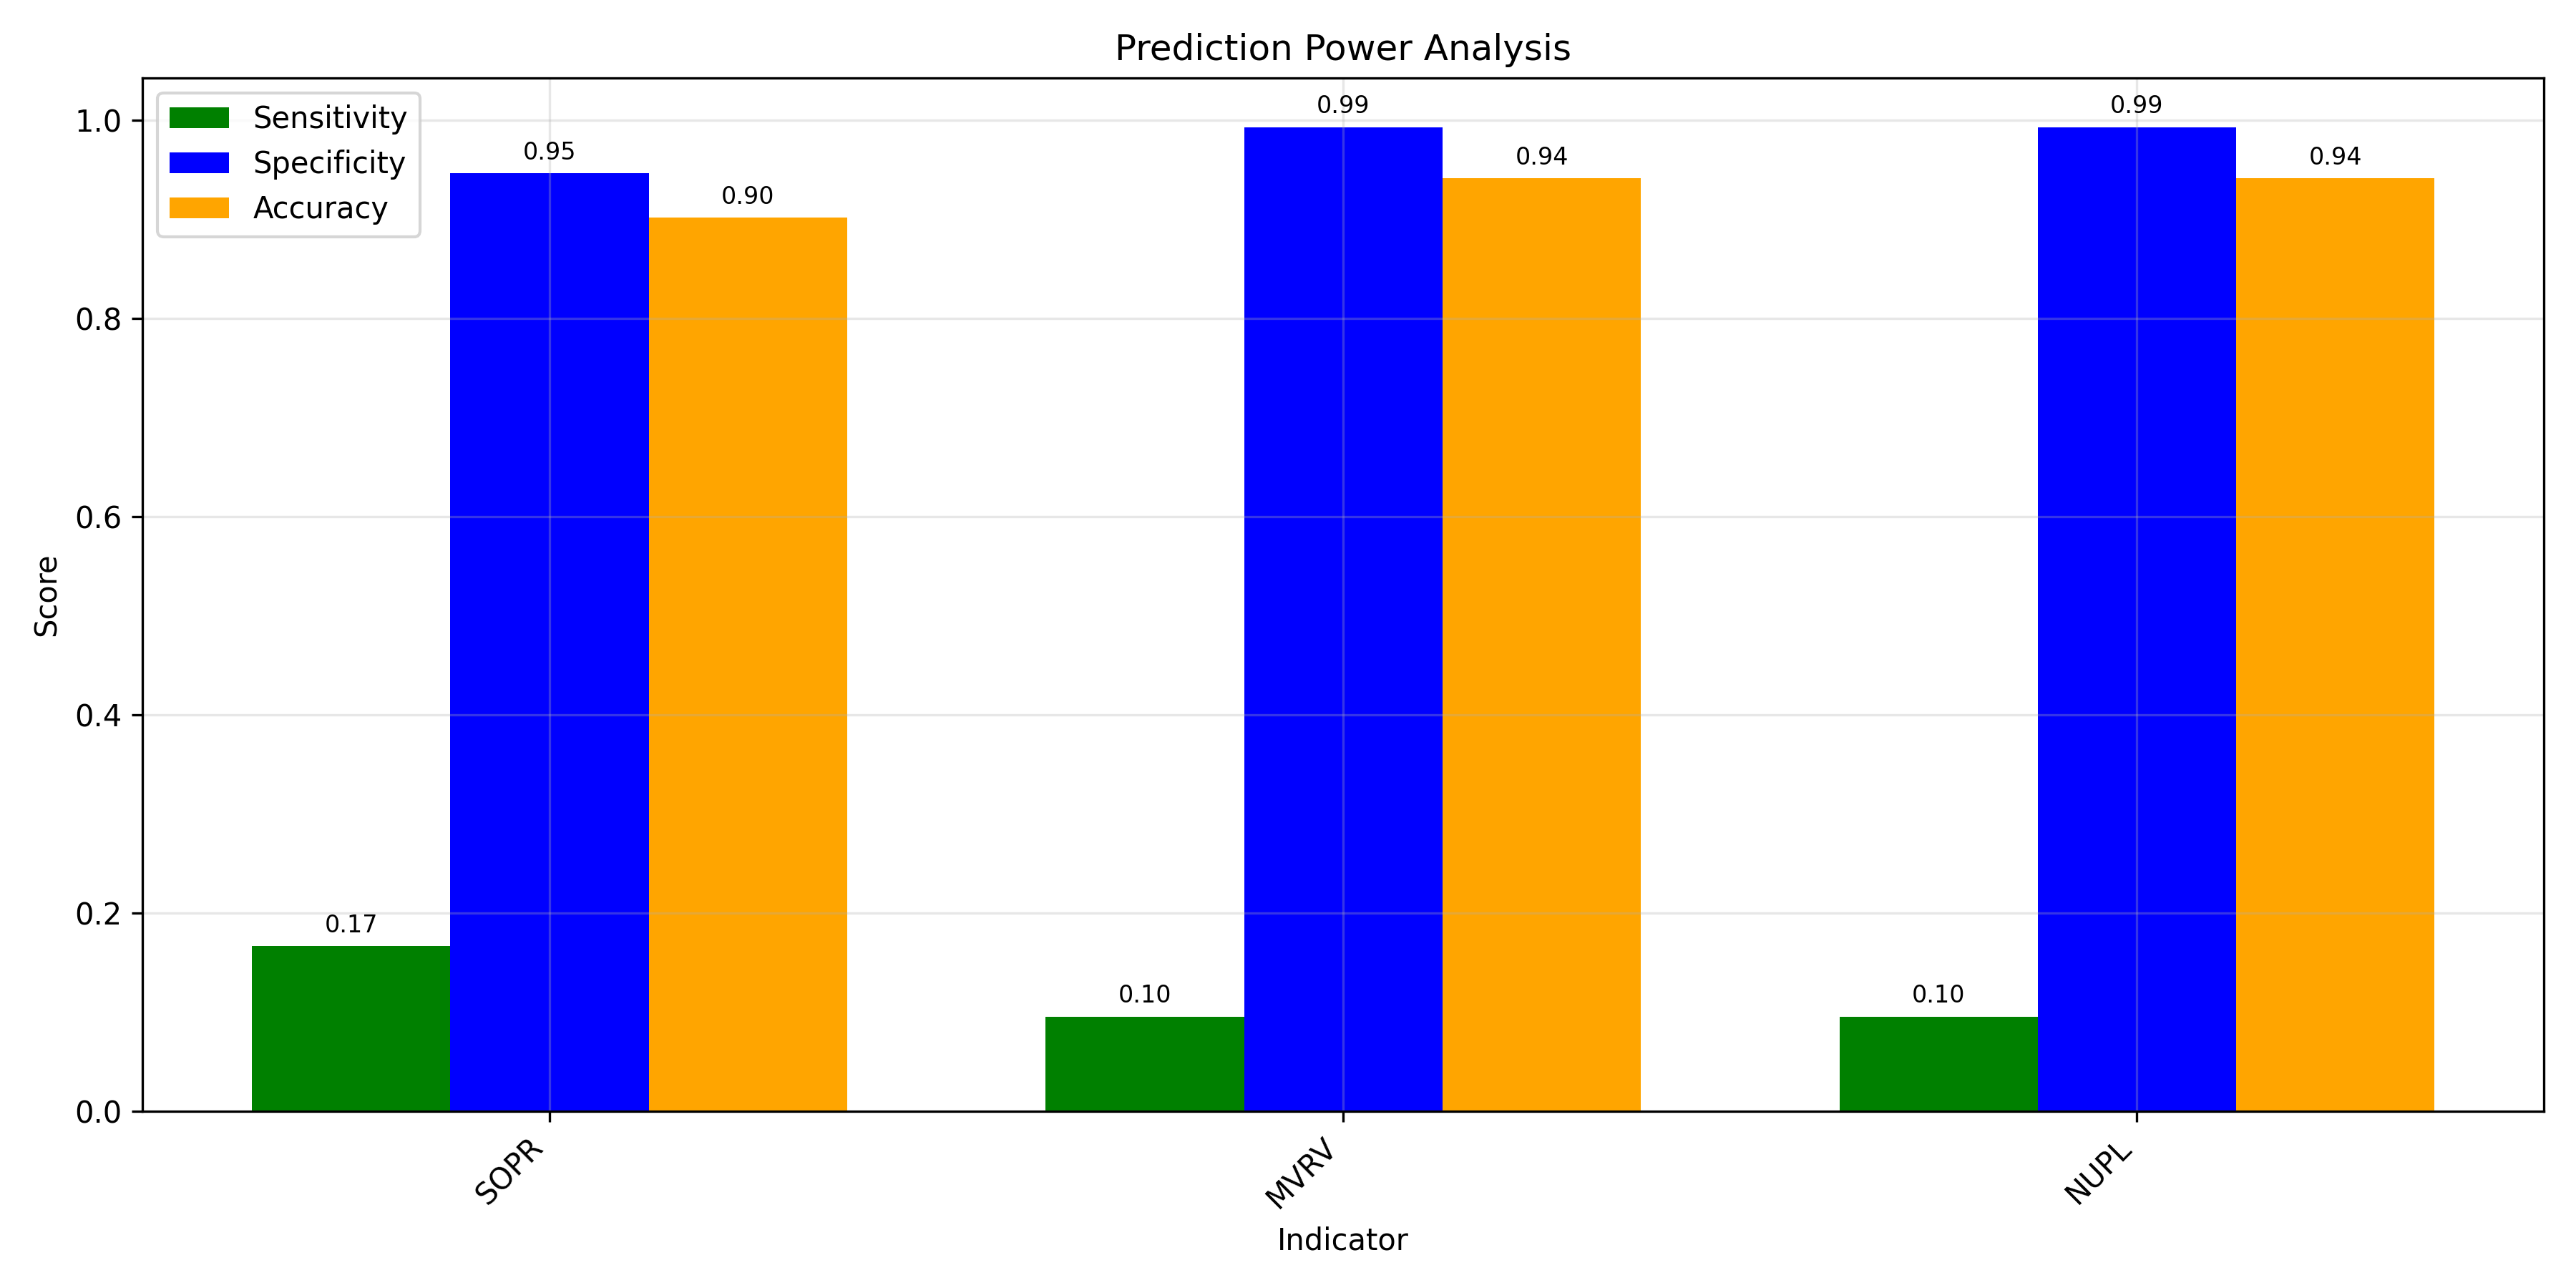 Prediction Power Analysis
Sensitivity
Specificity
Accuracy
Score
1.0
0.8
0.6
0.4
0.2
0.0
0.17
0.95
0.90
0.10
0.99
0.94
0.10
0.99
0.94
SOPR
MVRV
NUPL
Indicator